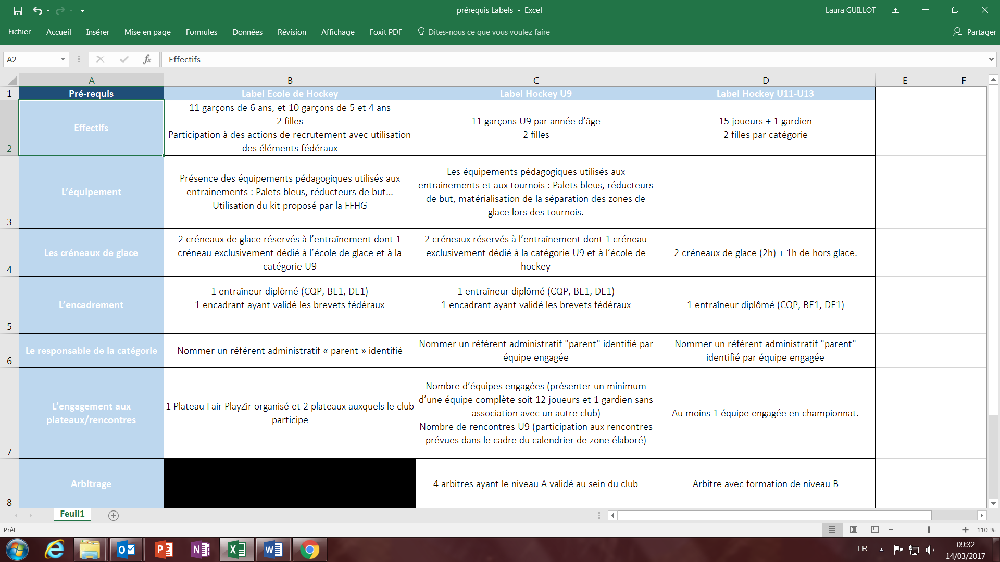 prérequis Labels - Excel
Laura GUILLOT
Fichier Accueil Insérer Mise en page Formules Données Révision Affichage Foxit PDF Dites-nous ce que vous voulez faire Partager
A2 fx Effectifs
A B C D E F
1 Pré-requis Label Ecole de Hockey Label Hockey U9 Label Hockey U11-U13
2
Effectifs
11 garçons de 6 ans, et 10 garçons de 5 et 4 ans
2 filles
Participation à des actions de recrutement avec utilisation
des éléments fédéraux
11 garçons U9 par année d’âge
2 filles
15 joueurs + 1 gardien
2 filles par catégorie
3
L’équipement
Présence des équipements pédagogiques utilisés aux
entrainements : Palets bleus, réducteurs de but…
Utilisation du kit proposé par la FFHG
Les équipements pédagogiques utilisés aux
entrainements et aux tournois : Palets bleus, réducteurs
de but, matérialisation de la séparation des zones de
glace lors des tournois.
–
4
Les créneaux de glace
2 créneaux de glace réservés à l’entraînement dont 1
créneau exclusivement dédié à l’école de glace et à la
catégorie U9
2 créneaux réservés à l’entraînement dont 1 créneau
exclusivement dédié à la catégorie U9 et à l’école de
hockey
2 créneaux de glace (2h) + 1h de hors glace.
5
L’encadrement
1 entraîneur diplômé (CQP, BE1, DE1)
1 encadrant ayant validé les brevets fédéraux
1 entraîneur diplômé (CQP, BE1, DE1)
1 encadrant ayant validé les brevets fédéraux
1 entraîneur diplômé (CQP, BE1, DE1)
6
Le responsable de la catégorie
Nommer un référent administratif « parent » identifié
Nommer un référent administratif "parent" identifié par
équipe engagée
Nommer un référent administratif "parent"
identifié par équipe engagée
7
L’engagement aux
plateaux/rencontres
1 Plateau Fair PlayZir organisé et 2 plateaux auxquels le club
participe
Nombre d’équipes engagées (présenter un minimum
d’une équipe complète soit 12 joueurs et 1 gardien sans
association avec un autre club)
Nombre de rencontres U9 (participation aux rencontres
prévues dans le cadre du calendrier de zone élaboré)
Au moins 1 équipe engagée en championnat.
8
Arbitrage
4 arbitres ayant le niveau A validé au sein du club
Arbitre avec formation de niveau B
Feuil1
Prêt
110 %
FR
09:32
14/03/2017